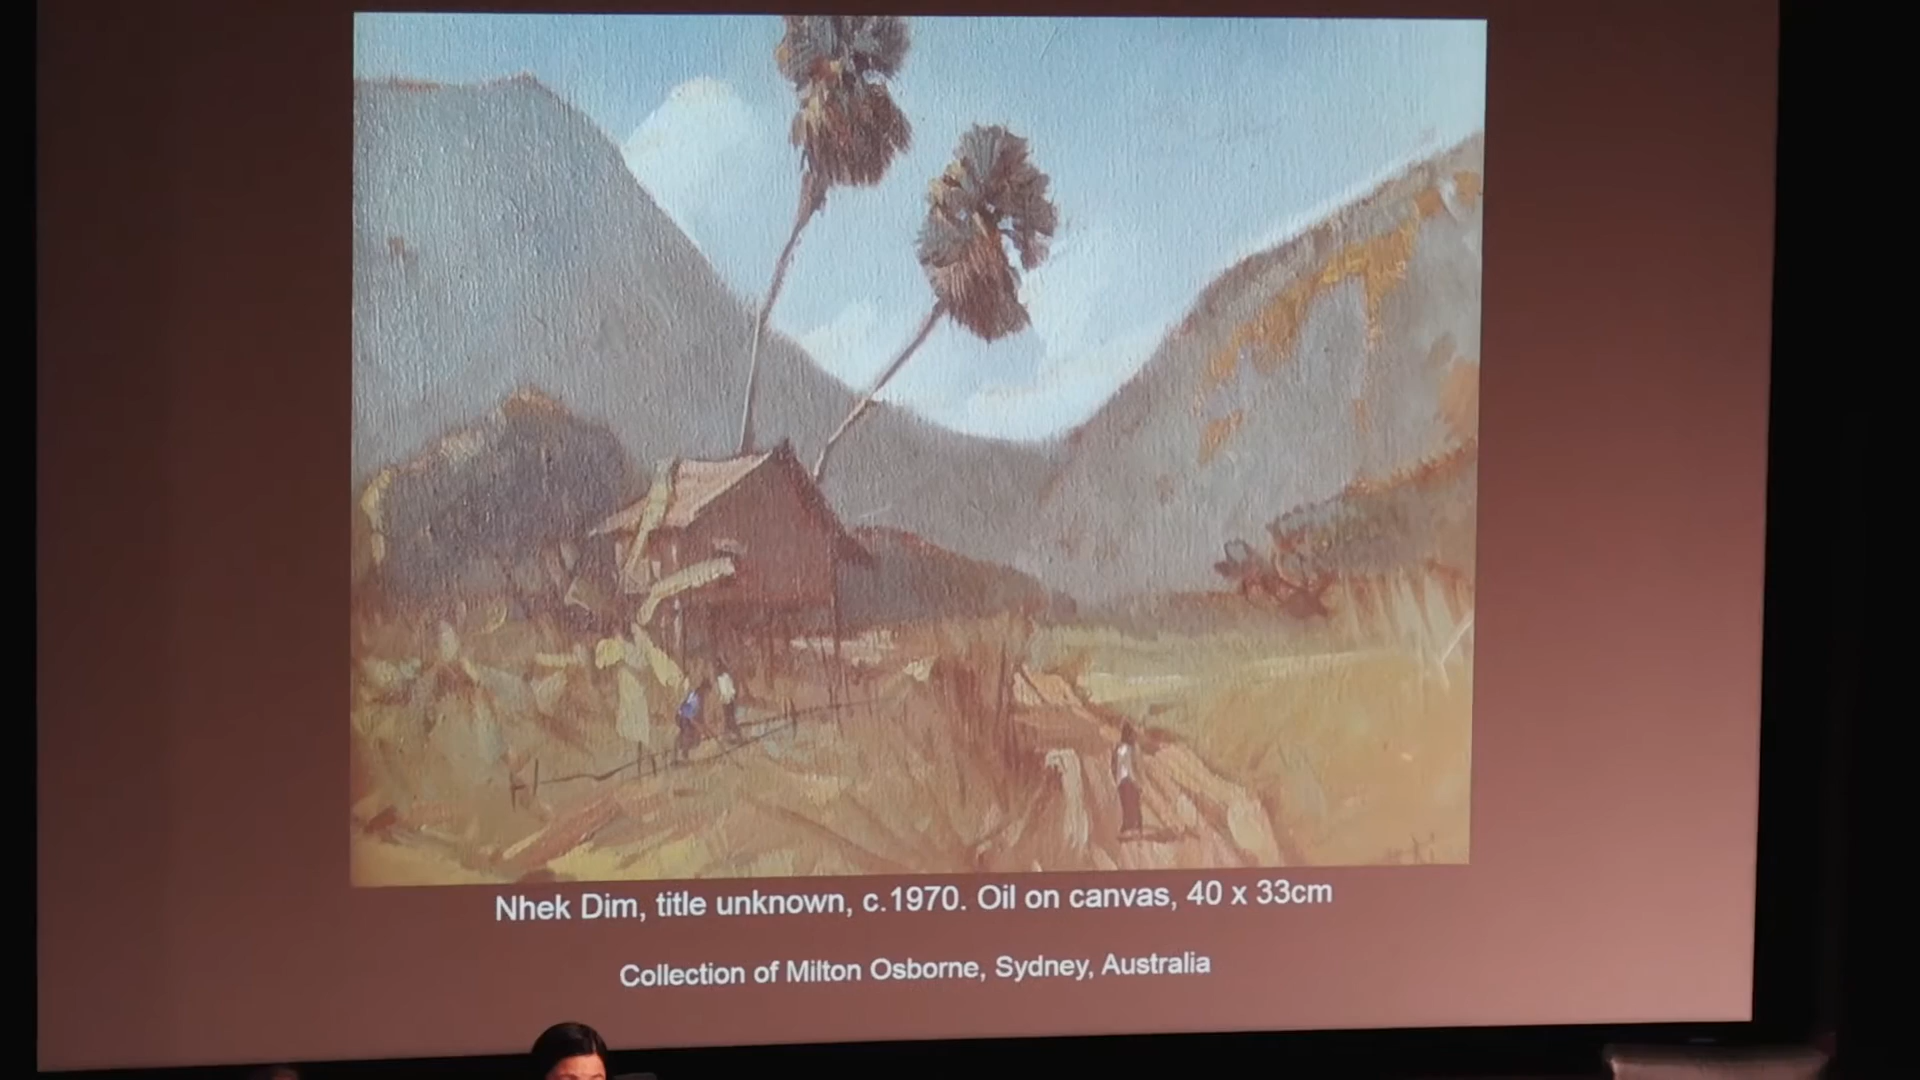 Nhek Dim, title unknown, c.1970. Oil on canvas, 40 x 33cm
Collection of Milton Osborne, Sydney, Australia